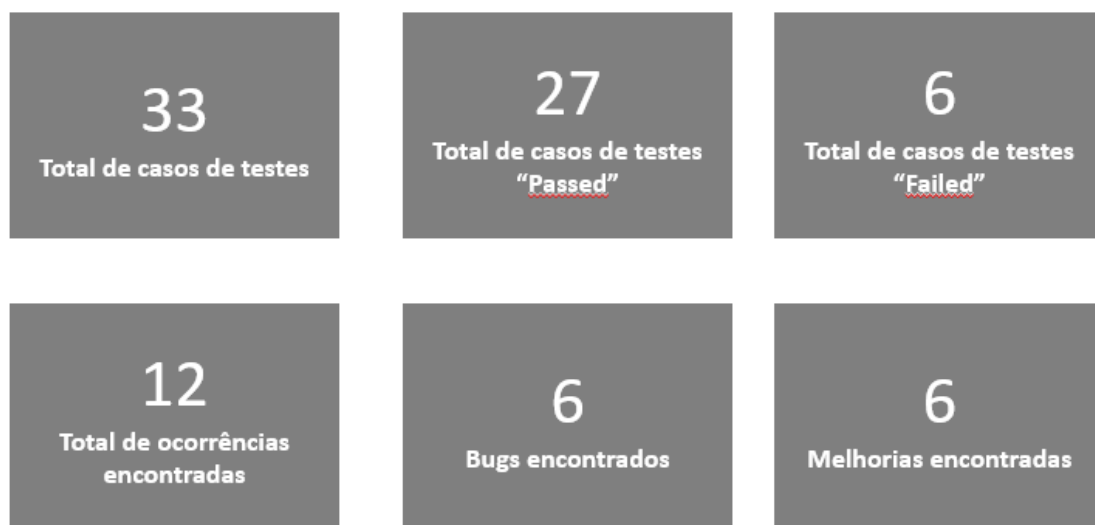 33
Total de casos de testes
27
Total de casos de testes
“Passed”
6
Total de casos de testes
“Failed”
12
Total de ocorrências
encontradas
6
Bugs encontrados
6
Melhorias encontradas